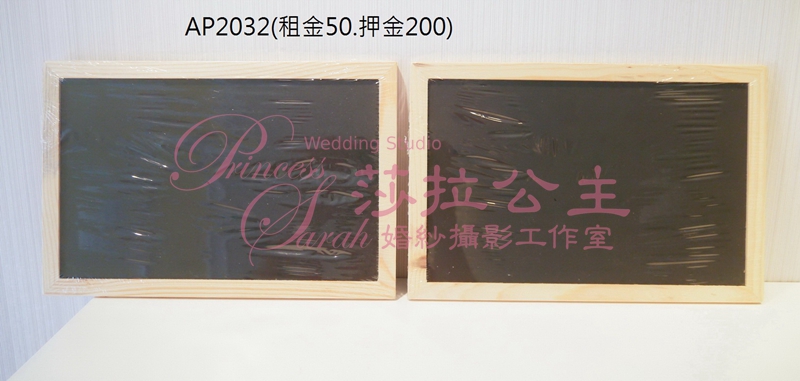 AP2032(租金50.押金200)
Wedding Studio
Princess Sarah
莎拉公主
婚紗攝影工作室